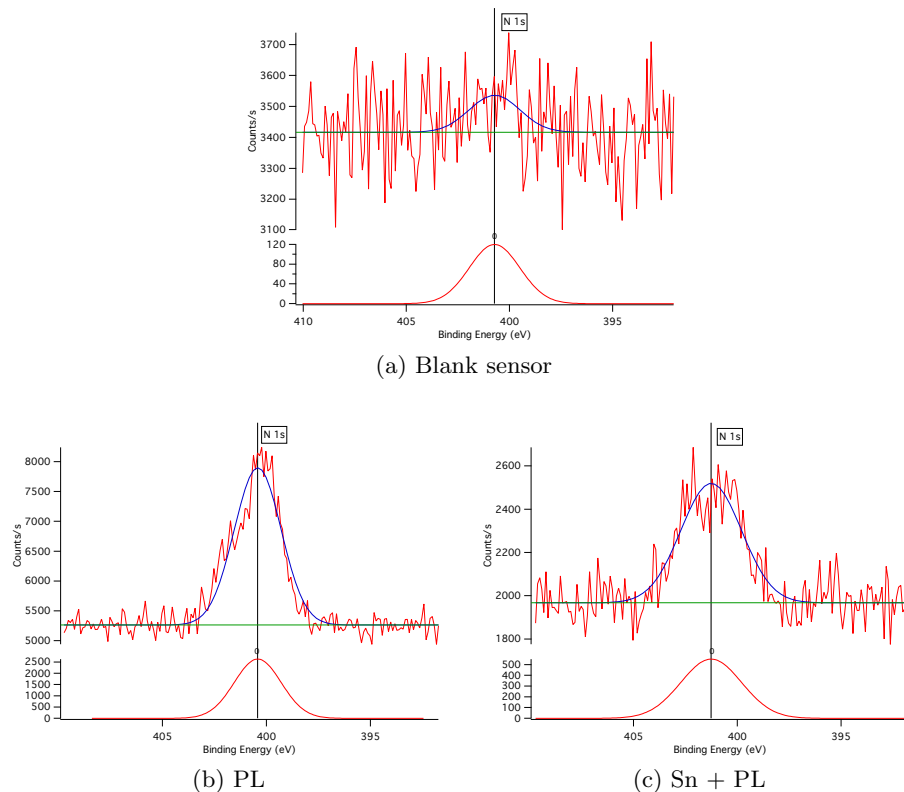 N 1s
3700
3600
3500
3400
3300
3200
3100
Counts/s
0
120
80
40
0
410 405 400 395
Binding Energy (eV)
(a) Blank sensor
N 1s
8000
7500
7000
6500
6000
5500
5000
Counts/s
0
2500
2000
1500
1000
500
0
405 400 395
Binding Energy (eV)
(b) PL
N 1s
2600
2400
2200
2000
1800
Counts/s
0
500
400
300
200
100
0
405 400 395
Binding Energy (eV)
(c) Sn + PL